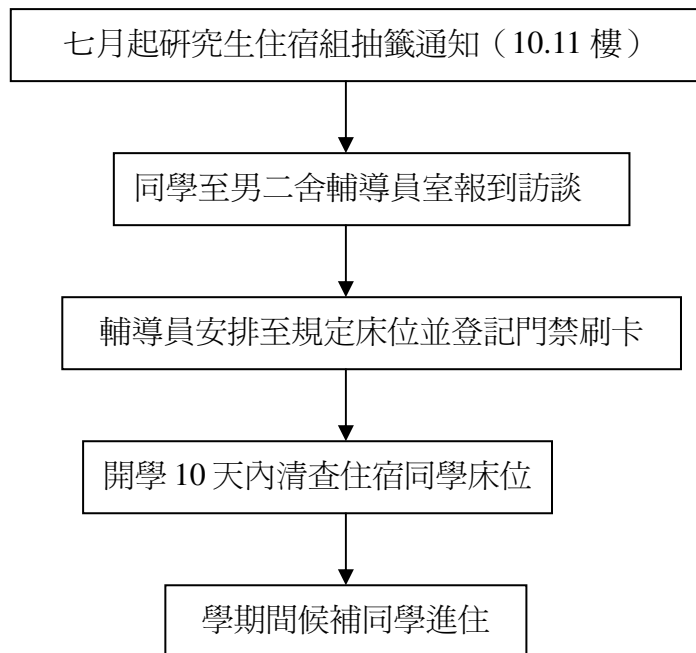 七月起研究生住宿組抽籤通知（10.11 樓）
同學至男二舍輔導員室報到訪談
輔導員安排至規定床位並登記門禁刷卡
開學 10 天內清查住宿同學床位
學期間候補同學進住